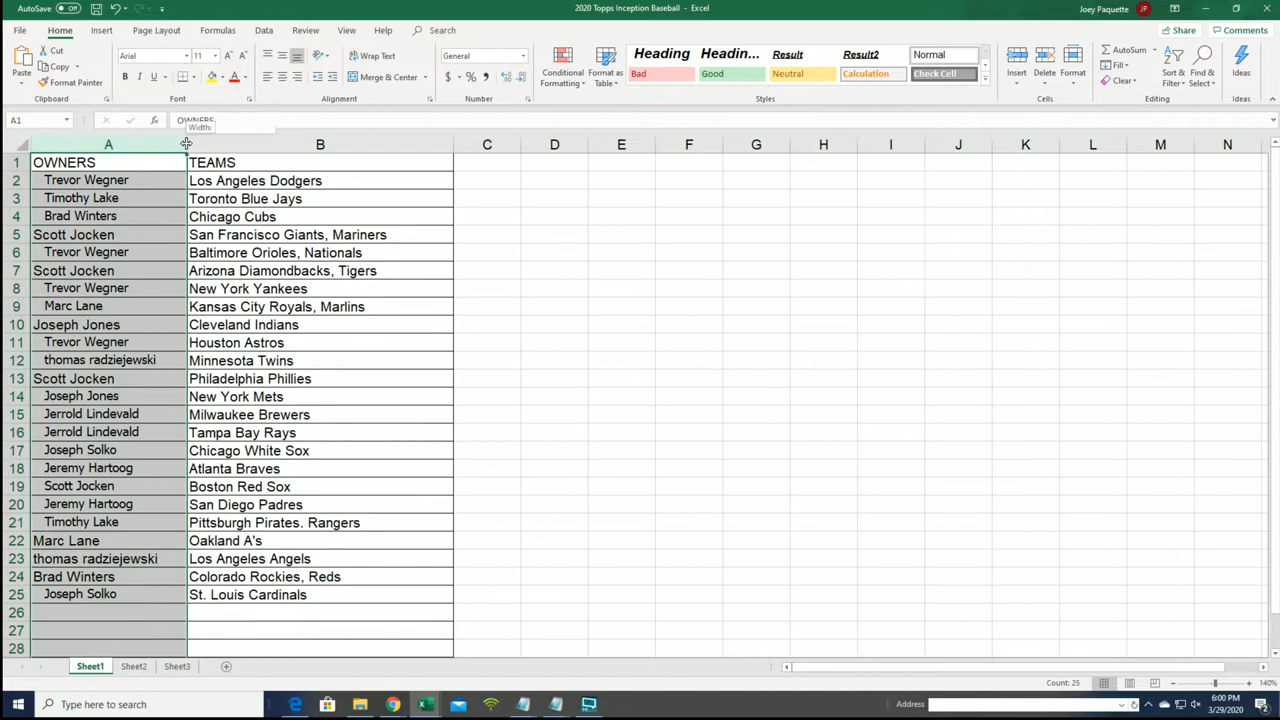 AutoSave Off 2020 Topps Inception Baseball - Excel Joey Paquette JP
File Home Insert Page Layout Formulas Data Review View Help Search Share Comments
Paste Cut Copy Format Painter Clipboard
Arial 11 B I U Font
Wrap Text Merge & Center Alignment
General $ % Number
Conditional Formatting Format as Table
Heading Headin... Result Result2 Normal
Bad Good Neutral Calculation Check Cell
Styles
Insert Delete Format Cells
AutoSum Fill Clear Sort & Filter Find & Select Editing
Ideas Ideas
A1 fx OWNERS
Width:
A B C D E F G H I J K L M N
1 OWNERS TEAMS
2 Trevor Wegner Los Angeles Dodgers
3 Timothy Lake Toronto Blue Jays
4 Brad Winters Chicago Cubs
5 Scott Jocken San Francisco Giants, Mariners
6 Trevor Wegner Baltimore Orioles, Nationals
7 Scott Jocken Arizona Diamondbacks, Tigers
8 Trevor Wegner New York Yankees
9 Marc Lane Kansas City Royals, Marlins
10 Joseph Jones Cleveland Indians
11 Trevor Wegner Houston Astros
12 thomas radziejewski Minnesota Twins
13 Scott Jocken Philadelphia Phillies
14 Joseph Jones New York Mets
15 Jerrold Lindevald Milwaukee Brewers
16 Jerrold Lindevald Tampa Bay Rays
17 Joseph Solko Chicago White Sox
18 Jeremy Hartoog Atlanta Braves
19 Scott Jocken Boston Red Sox
20 Jeremy Hartoog San Diego Padres
21 Timothy Lake Pittsburgh Pirates. Rangers
22 Marc Lane Oakland A's
23 thomas radziejewski Los Angeles Angels
24 Brad Winters Colorado Rockies, Reds
25 Joseph Solko St. Louis Cardinals
26
27
28
Sheet1 Sheet2 Sheet3
Count: 25 140%
Type here to search Address 6:00 PM
3/29/2020